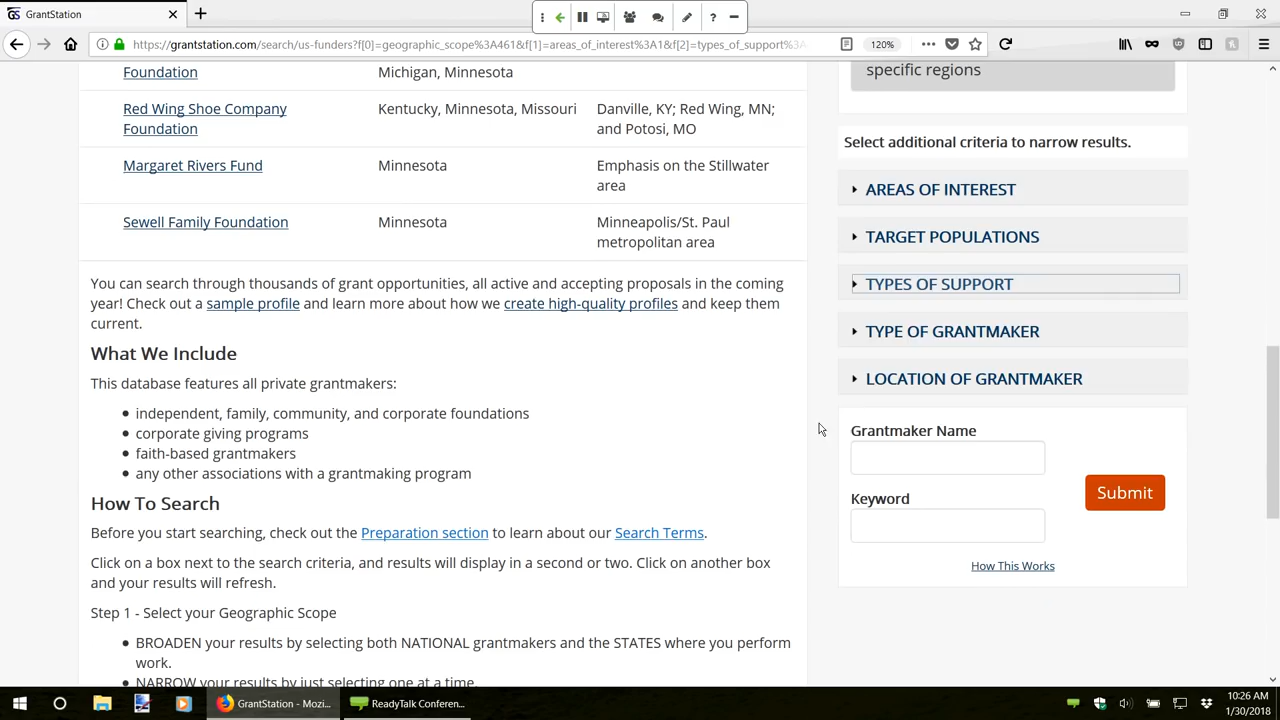 GrantStation
https://grantstation.com/search/us-funders?f[0]=geographic_scope%3A461&f[1]=areas_of_interest%3A1&f[2]=types_of_support%3A
120%
Foundation
Michigan, Minnesota
specific regions
Red Wing Shoe Company
Foundation
Kentucky, Minnesota, Missouri
Danville, KY; Red Wing, MN;
and Potosi, MO
Margaret Rivers Fund
Minnesota
Emphasis on the Stillwater
area
Sewell Family Foundation
Minnesota
Minneapolis/St. Paul
metropolitan area
You can search through thousands of grant opportunities, all active and accepting proposals in the coming
year! Check out a sample profile and learn more about how we create high-quality profiles and keep them
current.
What We Include
This database features all private grantmakers:
independent, family, community, and corporate foundations
corporate giving programs
faith-based grantmakers
any other associations with a grantmaking program
How To Search
Before you start searching, check out the Preparation section to learn about our Search Terms.
Click on a box next to the search criteria, and results will display in a second or two. Click on another box
and your results will refresh.
Step 1 - Select your Geographic Scope
BROADEN your results by selecting both NATIONAL grantmakers and the STATES where you perform
work.
NARROW your results by just selecting one at a time.
Select additional criteria to narrow results.
AREAS OF INTEREST
TARGET POPULATIONS
TYPES OF SUPPORT
TYPE OF GRANTMAKER
LOCATION OF GRANTMAKER
Grantmaker Name
Keyword
Submit
How This Works
GrantStation - Mozi...
ReadyTalk Conferen...
10:26 AM
1/30/2018